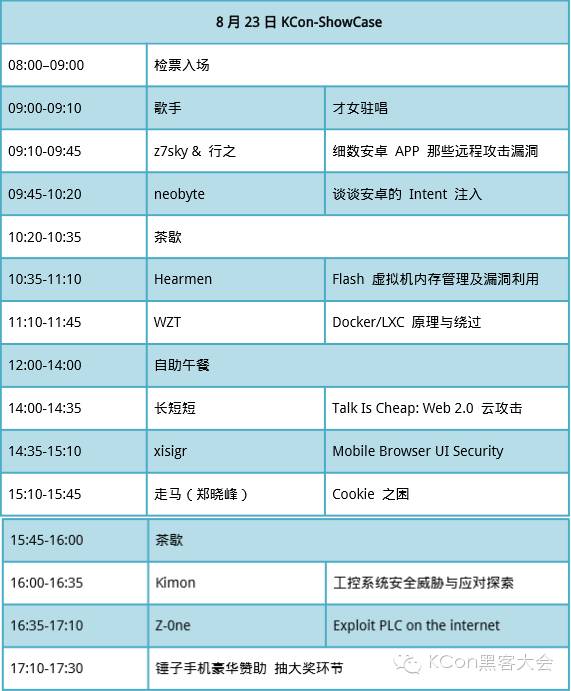 8 月 23 日 KCon-ShowCase
08:00–09:00 检票入场
09:00-09:10 歌手 才女驻唱
09:10-09:45 z7sky & 行之 细数安卓 APP 那些远程攻击漏洞
09:45-10:20 neobyte 谈谈安卓的 Intent 注入
10:20-10:35 茶歇
10:35-11:10 Hearmen Flash 虚拟机内存管理及漏洞利用
11:10-11:45 WZT Docker/LXC 原理与绕过
12:00-14:00 自助午餐
14:00-14:35 长短短 Talk Is Cheap: Web 2.0 云攻击
14:35-15:10 xisigr Mobile Browser UI Security
15:10-15:45 走马（郑晓峰） Cookie 之困
15:45-16:00 茶歇
16:00-16:35 Kimon 工控系统安全威胁与应对探索
16:35-17:10 Z-0ne Exploit PLC on the internet
17:10-17:30 锤子手机豪华赞助 抽大奖环节
KCon黑客大会